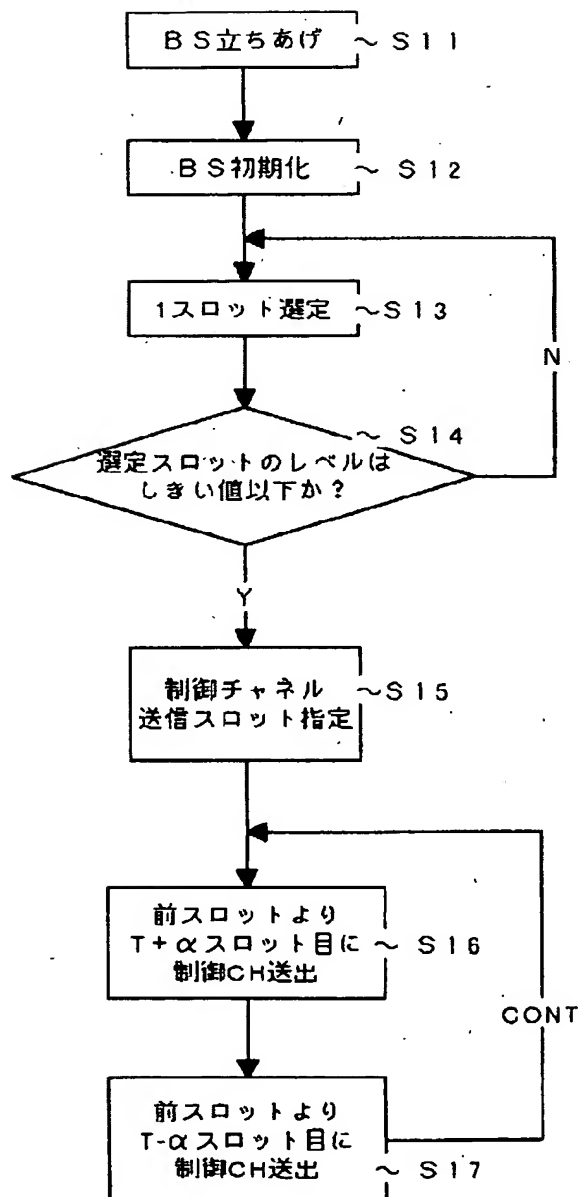 BS立ちあげ ～ S11
BS初期化 ～ S12
1スロット選定 ～S13
N
～ S14
選定スロットのレベルは
しきい値以下か？
Y
制御チャネル ～S15
送信スロット指定
前スロットより
T+αスロット目に ～ S16
制御CH送出
CONT
前スロットより
T-αスロット目に
制御CH送出 ～ S17